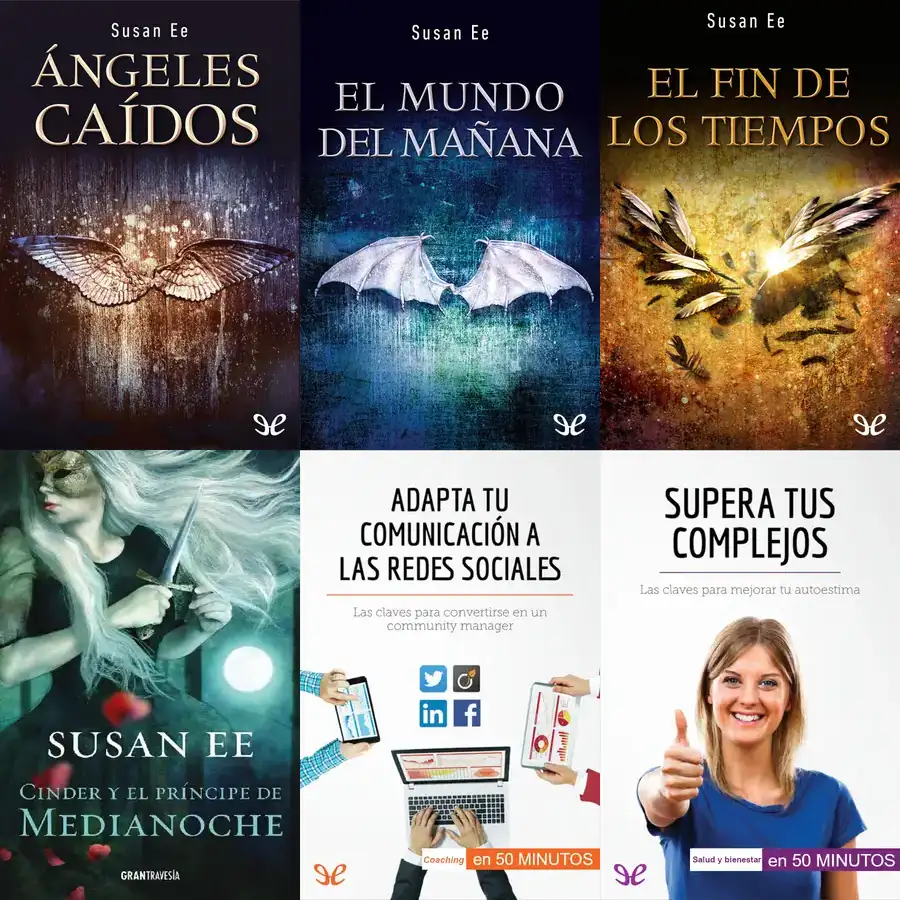 Susan Ee
ÁNGELES
CAÍDOS
Susan Ee
EL MUNDO
DEL MAÑANA
Susan Ee
EL FIN DE
LOS TIEMPOS
SUSAN EE
CINDER Y EL PRÍNCIPE DE
MEDIANOCHE
GRANTRAVESÍA
ADAPTA TU
COMUNICACIÓN A
LAS REDES SOCIALES
Las claves para convertirse en un
community manager
Coaching en 50 MINUTOS
SUPERA TUS
COMPLEJOS
Las claves para mejorar tu autoestima
Salud y bienestar en 50 MINUTOS